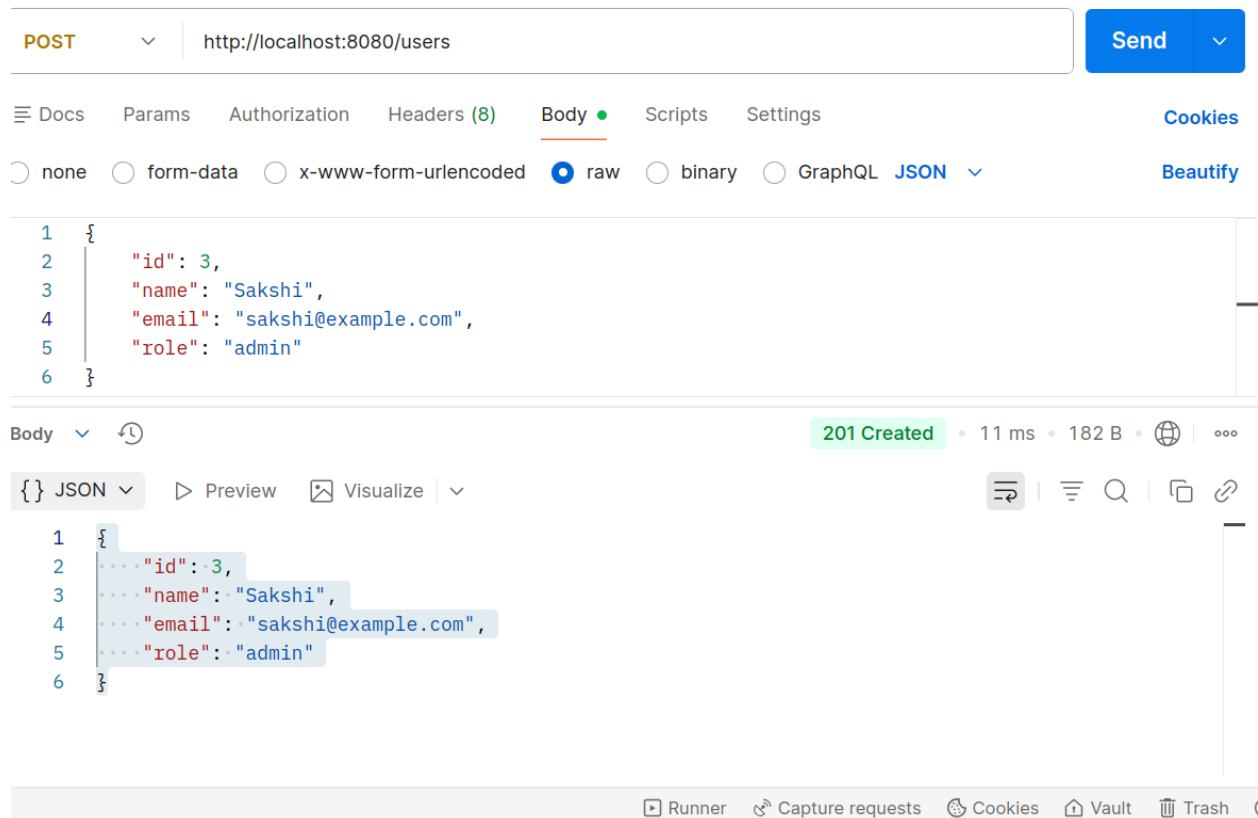 POST http://localhost:8080/users Send
Docs Params Authorization Headers (8) Body Scripts Settings Cookies
none form-data x-www-form-urlencoded raw binary GraphQL JSON Beautify
1 {
2 "id": 3,
3 "name": "Sakshi",
4 "email": "sakshi@example.com",
5 "role": "admin"
6 }
Body 201 Created • 11 ms • 182 B •
{} JSON Preview Visualize
1 {
2 ····"id":·3,
3 ····"name":·"Sakshi",
4 ····"email":·"sakshi@example.com",
5 ····"role":·"admin"
6 }
Runner Capture requests Cookies Vault Trash